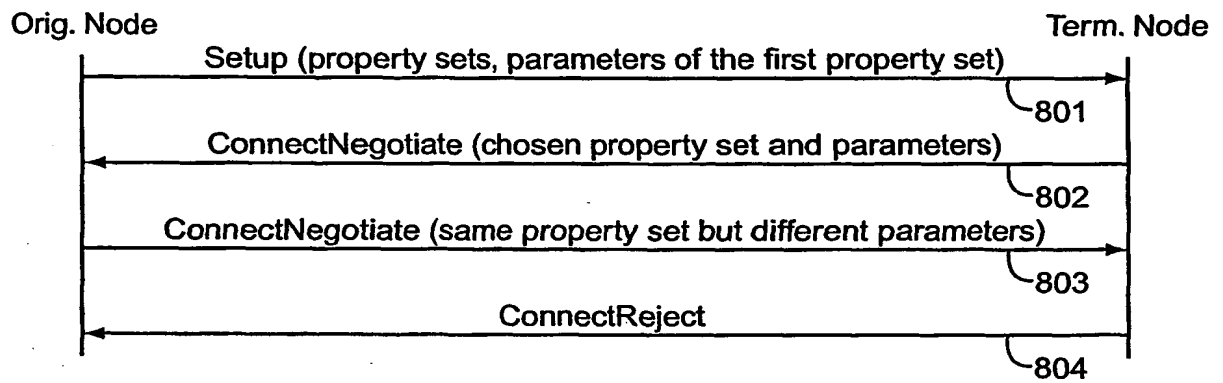 Orig. Node
Term. Node
Setup (property sets, parameters of the first property set)
801
ConnectNegotiate (chosen property set and parameters)
802
ConnectNegotiate (same property set but different parameters)
803
ConnectReject
804